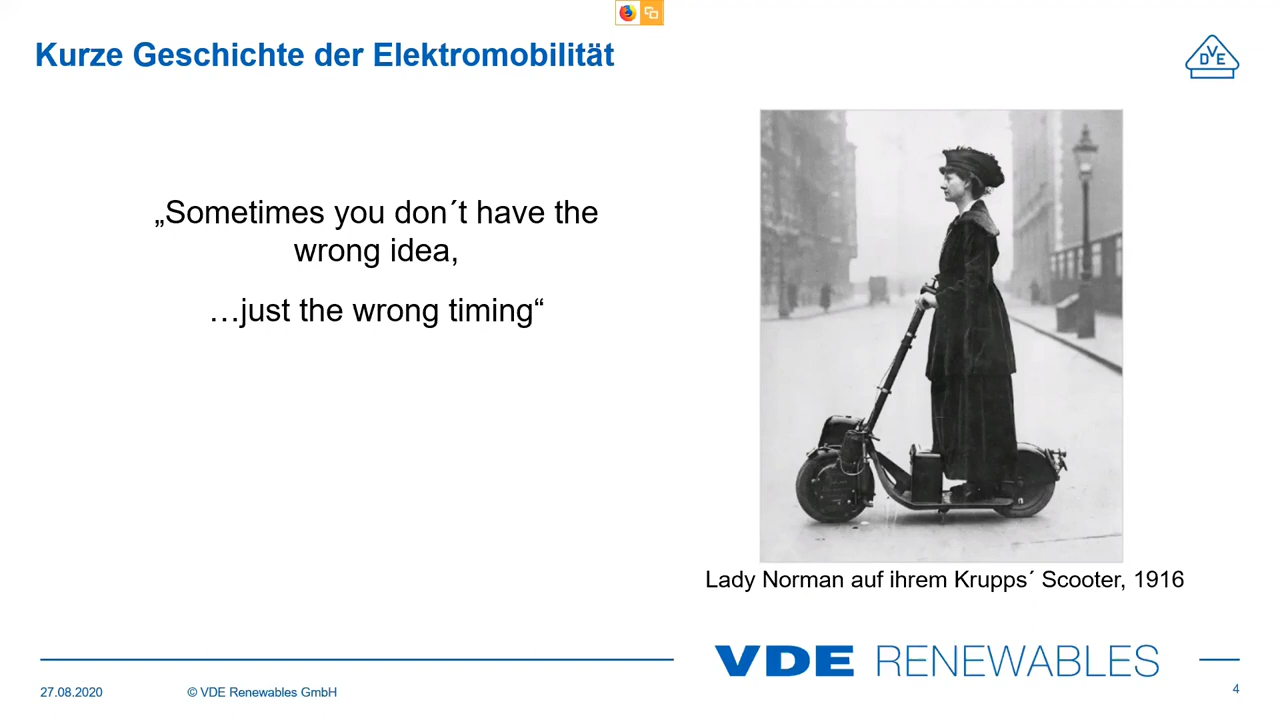 Kurze Geschichte der Elektromobilität
DVE
„Sometimes you don´t have the
wrong idea,
…just the wrong timing“
Lady Norman auf ihrem Krupps´ Scooter, 1916
VDE RENEWABLES
27.08.2020
© VDE Renewables GmbH
4